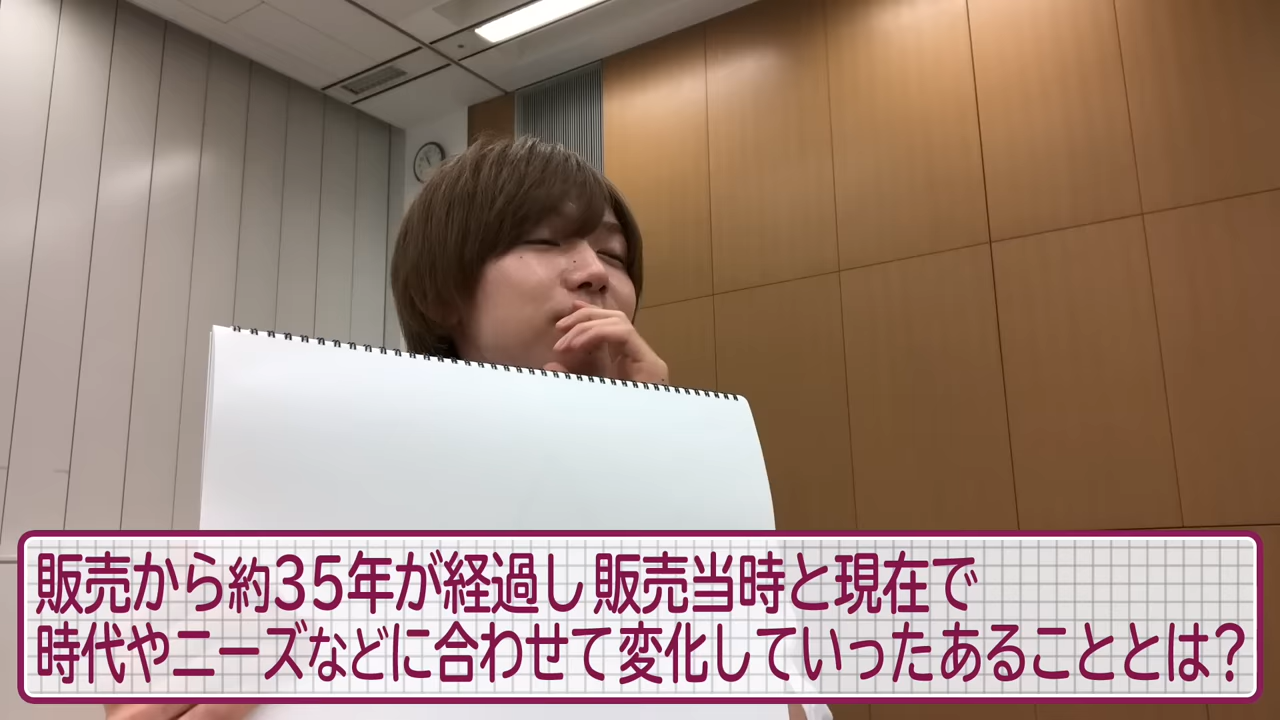 販売から約35年が経過し 販売当時と現在で
時代やニーズなどに合わせて変化していったあることとは?